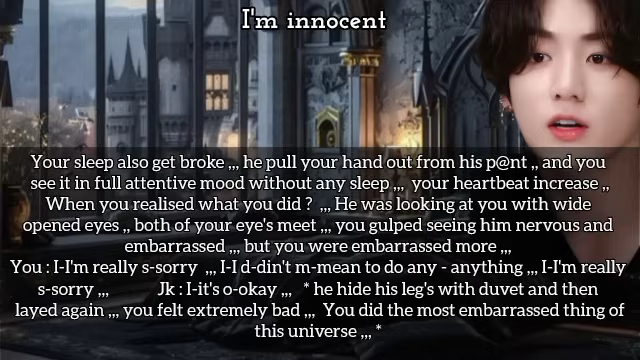 I'm innocent
Your sleep also get broke ,,, he pull your hand out from his p@nt ,, and you
see it in full attentive mood without any sleep ,,, your heartbeat increase ,,
When you realised what you did ? ,,, He was looking at you with wide
opened eyes ,, both of your eye's meet ,,, you gulped seeing him nervous and
embarrassed ,,, but you were embarrassed more ,,,
You : I-I'm really s-sorry ,,, I-I d-din't m-mean to do any - anything ,,, I-I'm really
s-sorry ,,, Jk : I-it's o-okay ,,, * he hide his leg's with duvet and then
layed again ,,, you felt extremely bad ,,, You did the most embarrassed thing of
this universe ,,, *